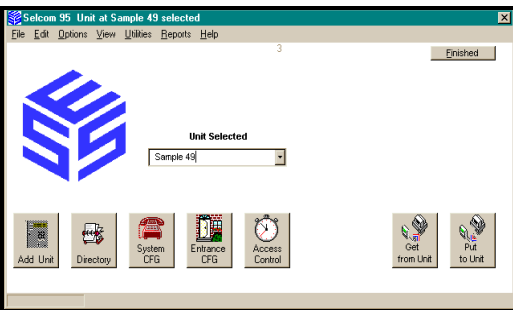 Selcom 95 Unit at Sample 49 selected
File Edit Options View Utilities Reports Help
3
Finished
Unit Selected
Sample 49
Add Unit
Directory
System
CFG
Entrance
CFG
Access
Control
Get
from Unit
Put
to Unit